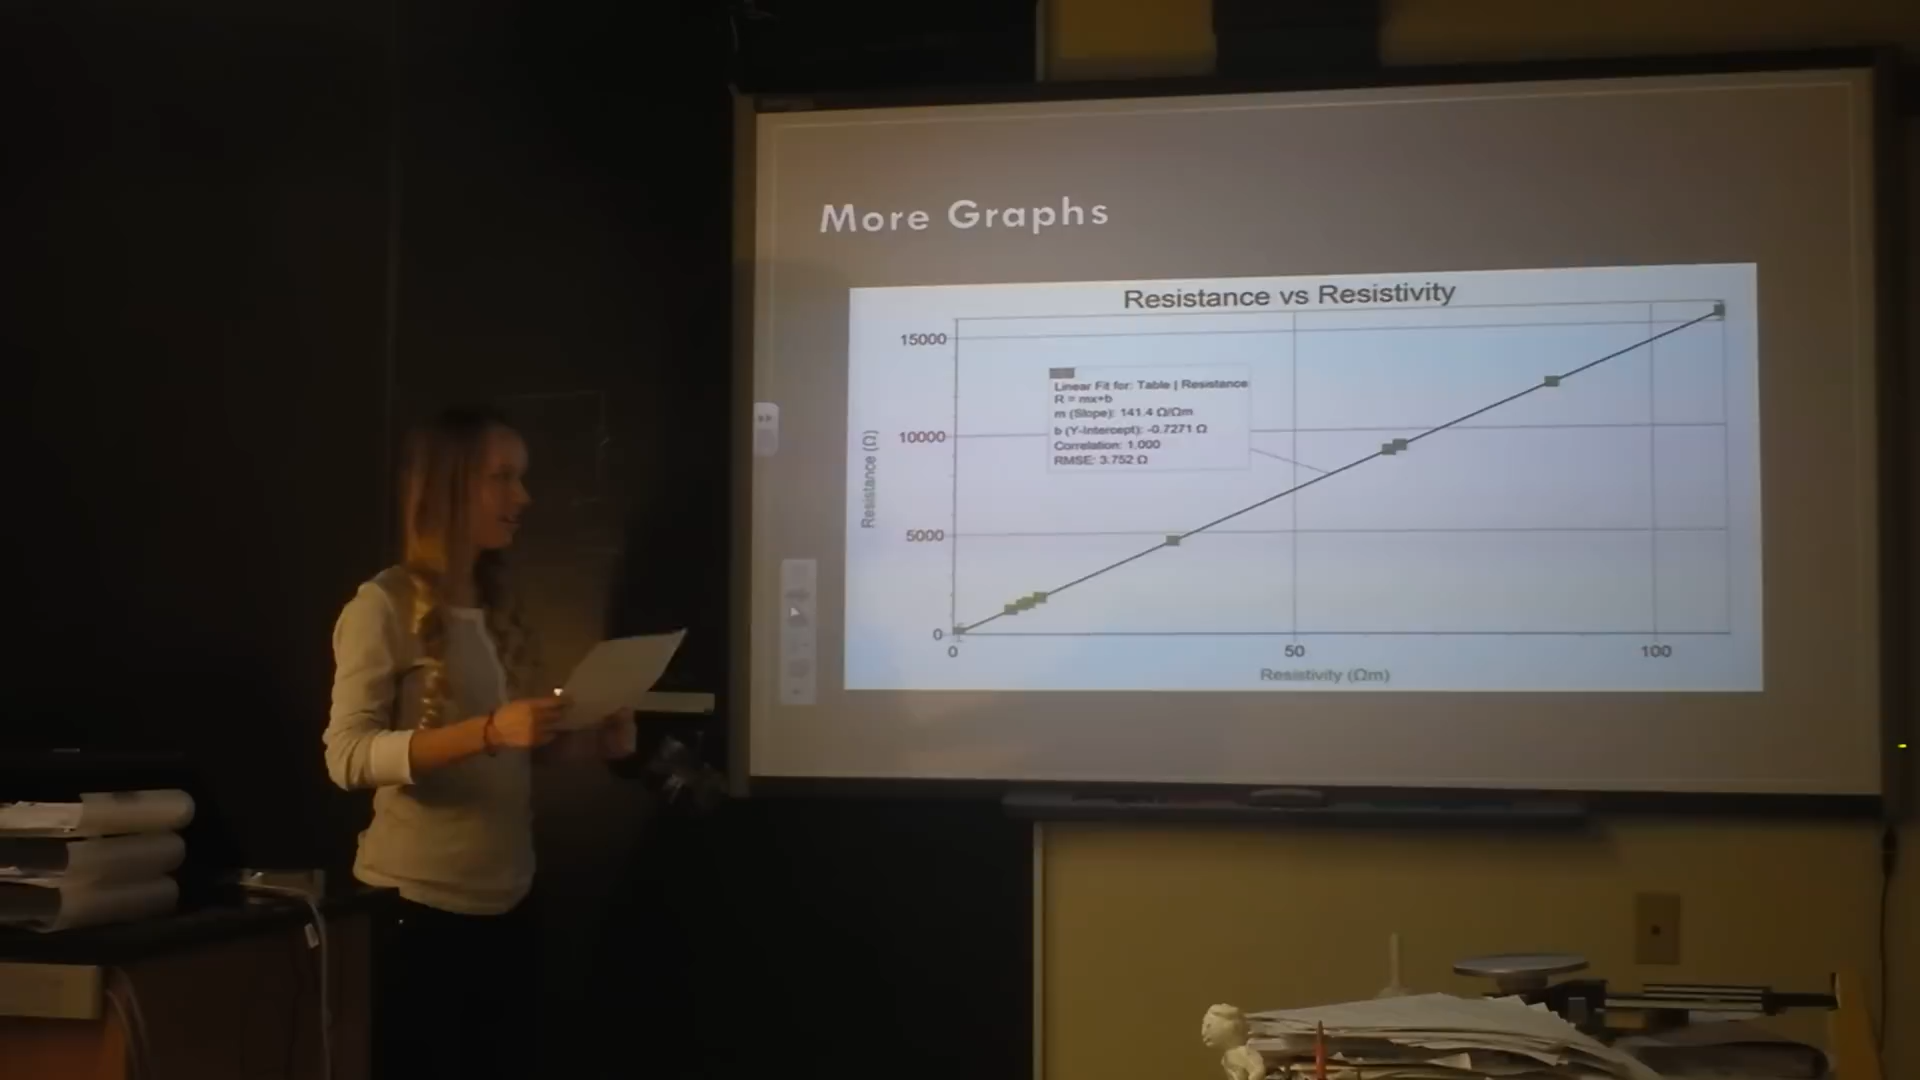 More Graphs
Resistance vs Resistivity
15000
Linear Fit for: Table | Resistance
R = mx+b
m (Slope): 141.4 Ω/Ωm
b (Y-Intercept): -0.7271 Ω
Correlation: 1.000
RMSE: 3.752 Ω
10000
Resistance (Ω)
5000
0
0 50 100
Resistivity (Ωm)